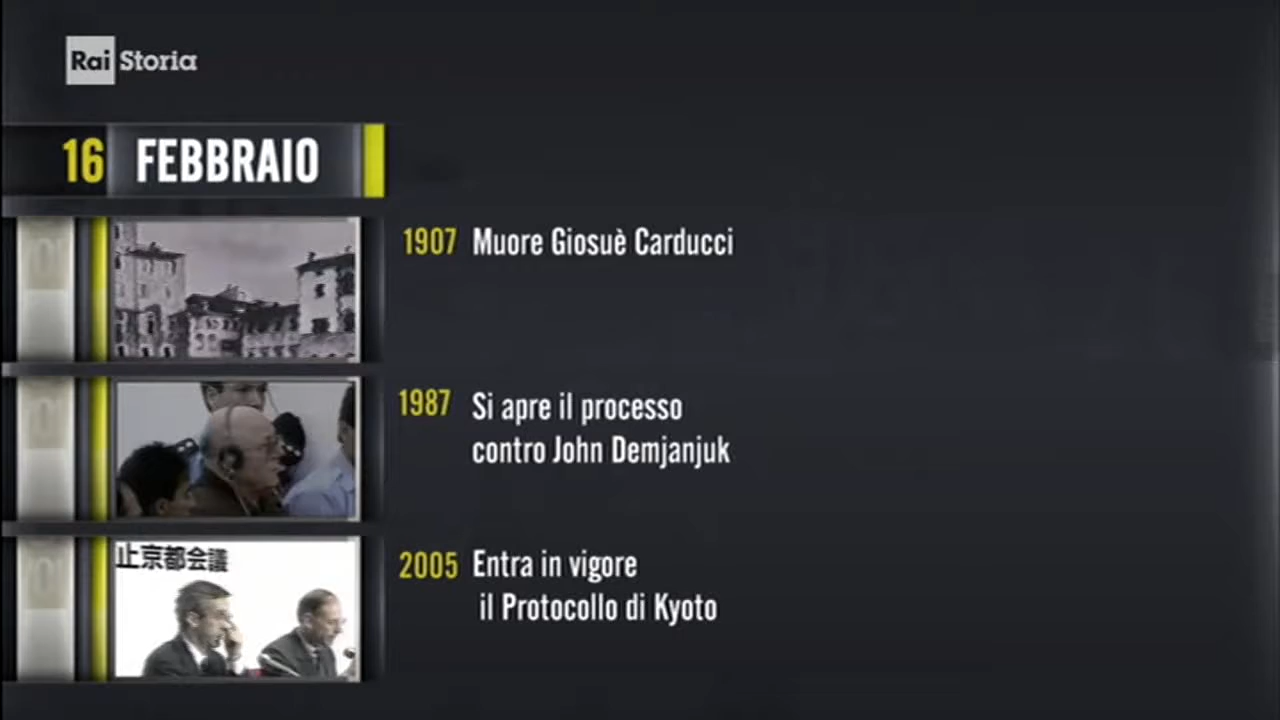 Rai Storia
16 FEBBRAIO
1907 Muore Giosuè Carducci
1987 Si apre il processo
contro John Demjanjuk
止京都会議
2005 Entra in vigore
il Protocollo di Kyoto